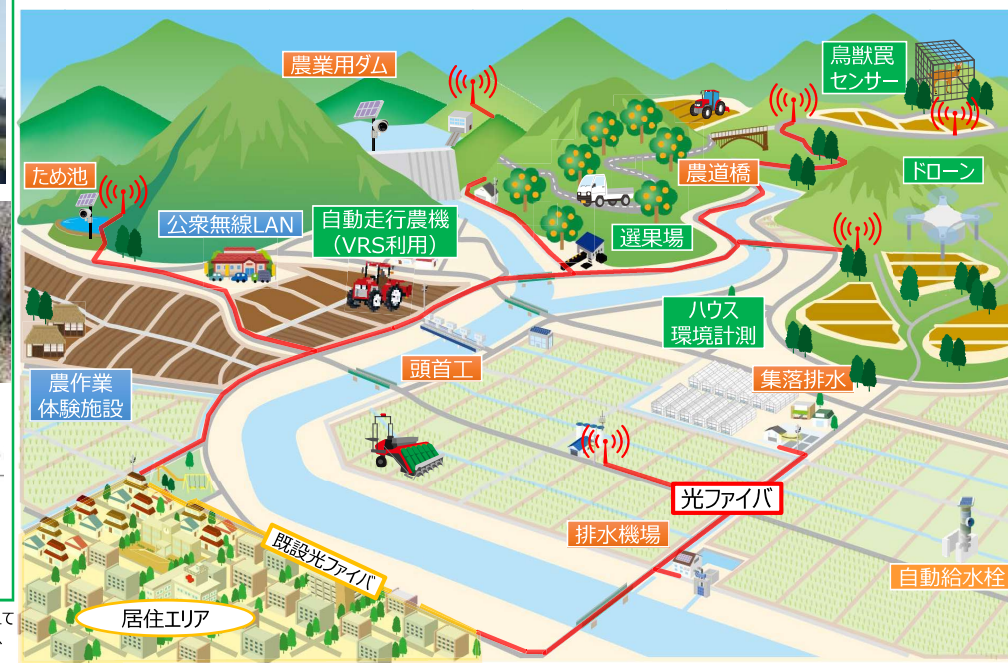 農業用ダム
鳥獣罠
センサー
ため池
農道橋
ドローン
公衆無線LAN
自動走行農機
(VRS利用)
選果場
ハウス
環境計測
頭首工
集落排水
農作業
体験施設
光ファイバ
排水機場
既設光ファイバ
自動給水栓
居住エリア
て